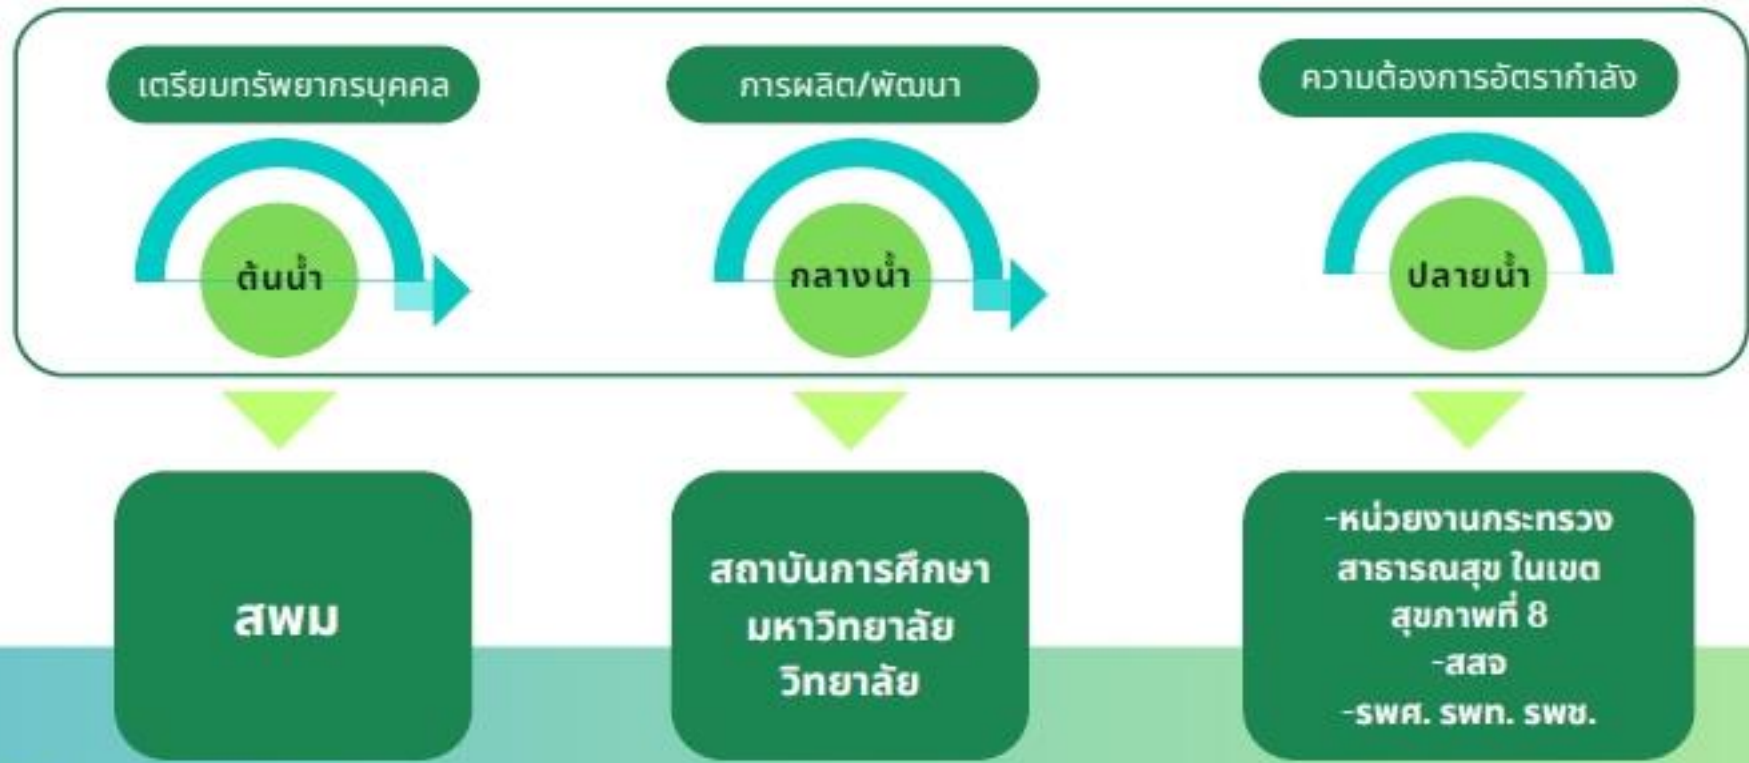 เตรียมทรัพยากรบุคคล
การผลิต/พัฒนา
ความต้องการอัตรากำลัง
ต้นน้ำ
กลางน้ำ
ปลายน้ำ
สพม
สถาบันการศึกษา
มหาวิทยาลัย
วิทยาลัย
-หน่วยงานกระทรวง
สาธารณสุข ในเขต
สุขภาพที่ 8
-สสจ
-รพศ. รพท. รพช.